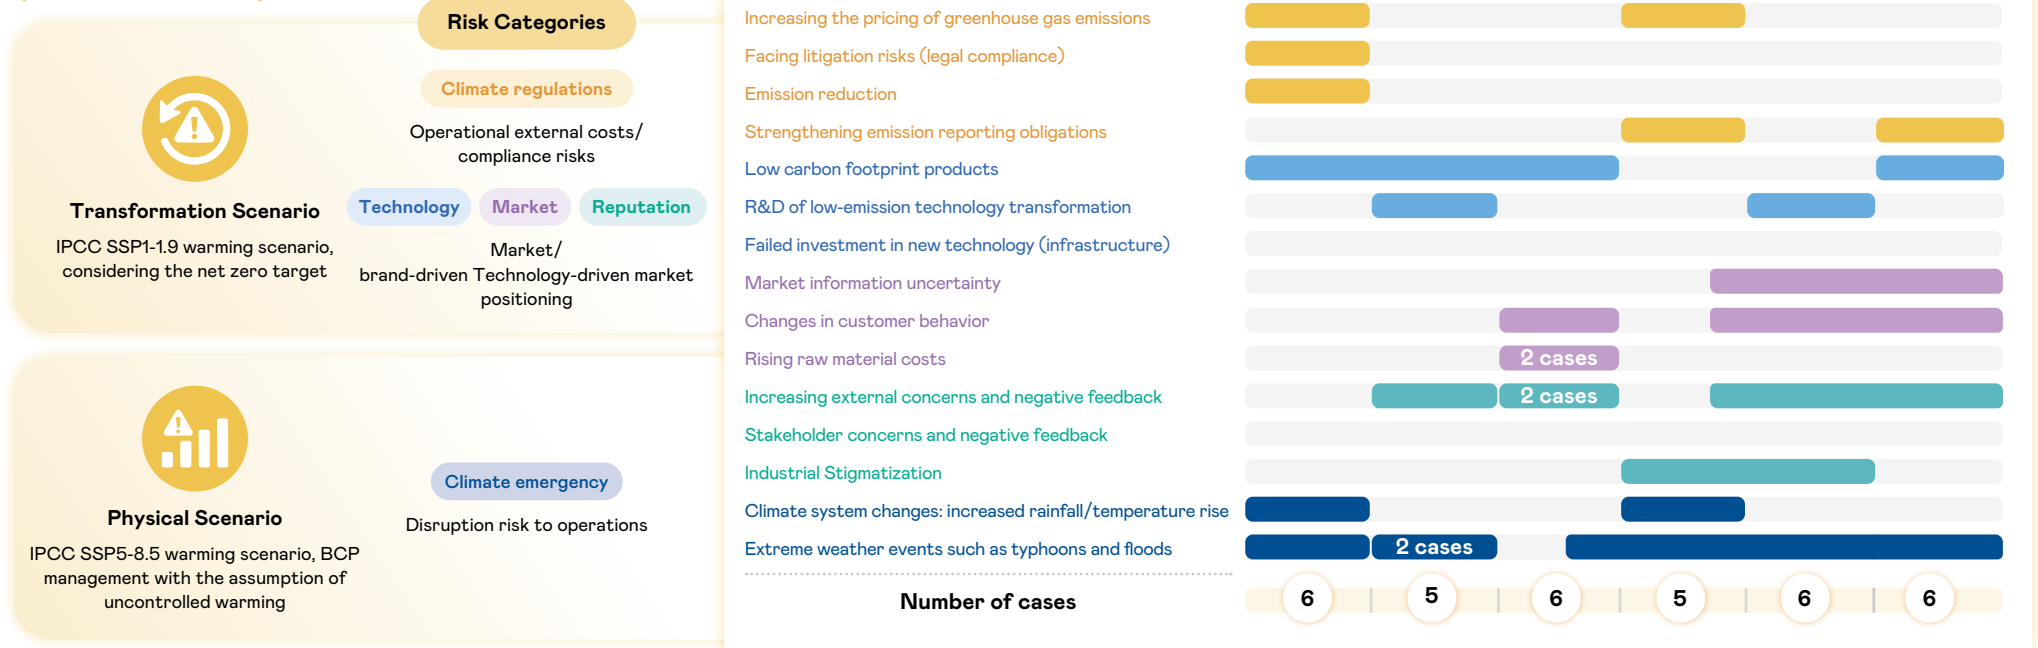 Risk Categories
Transformation Scenario
IPCC SSP1-1.9 warming scenario,
considering the net zero target
Climate regulations
Operational external costs/
compliance risks
Technology
Market
Reputation
Market/
brand-driven Technology-driven market
positioning
Physical Scenario
IPCC SSP5-8.5 warming scenario, BCP
management with the assumption of
uncontrolled warming
Climate emergency
Disruption risk to operations
Increasing the pricing of greenhouse gas emissions
Facing litigation risks (legal compliance)
Emission reduction
Strengthening emission reporting obligations
Low carbon footprint products
R&D of low-emission technology transformation
Failed investment in new technology (infrastructure)
Market information uncertainty
Changes in customer behavior
Rising raw material costs
2 cases
Increasing external concerns and negative feedback
2 cases
Stakeholder concerns and negative feedback
Industrial Stigmatization
Climate system changes: increased rainfall/temperature rise
Extreme weather events such as typhoons and floods
2 cases
Number of cases
6
5
6
5
6
6